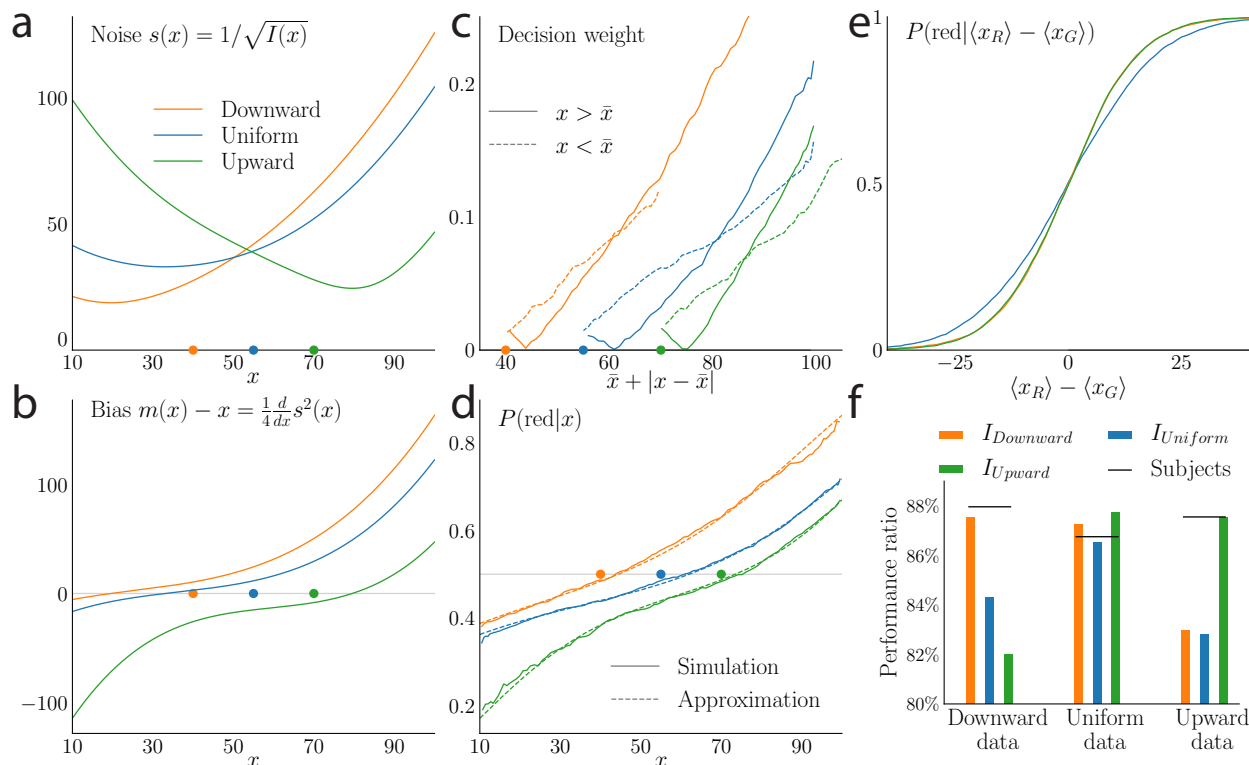 a
Noise s(x) = 1/√I(x)
Downward
Uniform
Upward
100
50
0
10 30 50 70 90
x
c
Decision weight
x > x̄
x < x̄
0.2
0.1
0
40 60 80 100
x̄ + |x − x̄|
e
P(red|⟨x_R⟩ − ⟨x_G⟩)
1
0.5
0
−25 0 25
⟨x_R⟩ − ⟨x_G⟩
b
Bias m(x) − x = 1/4 d/dx s²(x)
100
0
−100
10 30 50 70 90
x
d
P(red|x)
0.8
0.6
0.4
0.2
Simulation
Approximation
10 30 50 70 90
x
f
I_Downward
I_Uniform
I_Upward
Subjects
Performance ratio
88%
86%
84%
82%
80%
Downward data
Uniform data
Upward data